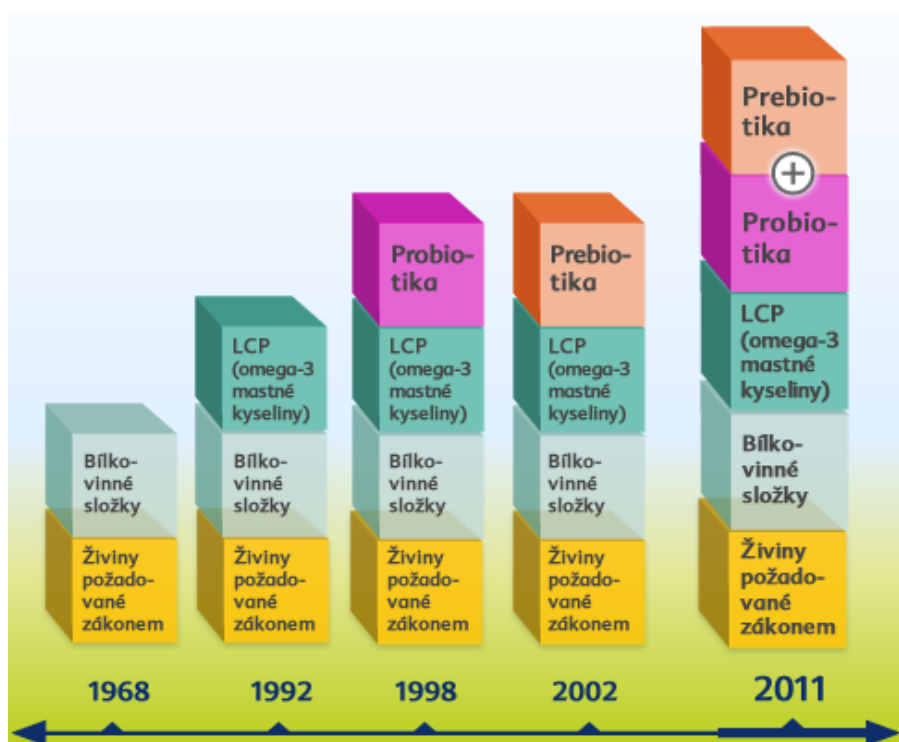 Živiny
požado-
vané
zákonem
Bílko-
vinné
složky
1968
LCP
(omega-3
mastné
kyseliny)
Bílko-
vinné
složky
Živiny
požado-
vané
zákonem
1992
Probio-
tika
LCP
(omega-3
mastné
kyseliny)
Bílko-
vinné
složky
Živiny
požado-
vané
zákonem
1998
Prebio-
tika
LCP
(omega-3
mastné
kyseliny)
Bílko-
vinné
složky
Živiny
požado-
vané
zákonem
2002
Prebio-
tika
+
Probio-
tika
LCP
(omega-3
mastné
kyseliny)
Bílko-
vinné
složky
Živiny
požado-
vané
zákonem
2011